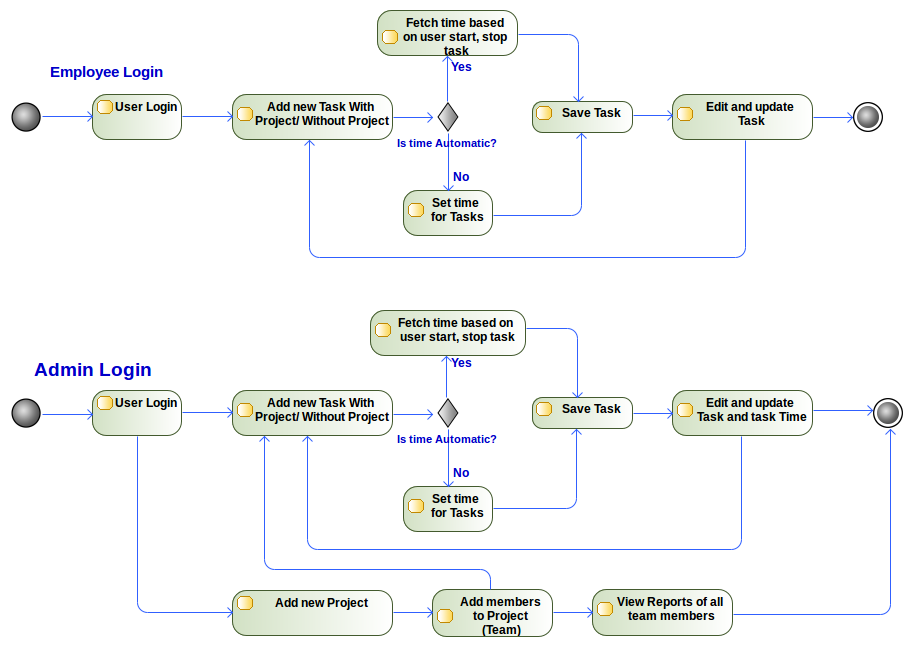 Fetch time based
on user start, stop
task
Yes
Employee Login
User Login
Add new Task With
Project/ Without Project
Save Task
Edit and update
Task
Is time Automatic?
No
Set time
for Tasks
Fetch time based on
user start, stop task
Yes
Admin Login
User Login
Add new Task With
Project/ Without Project
Save Task
Edit and update
Task and task Time
Is time Automatic?
No
Set time
for Tasks
Add new Project
Add members
to Project
(Team)
View Reports of all
team members